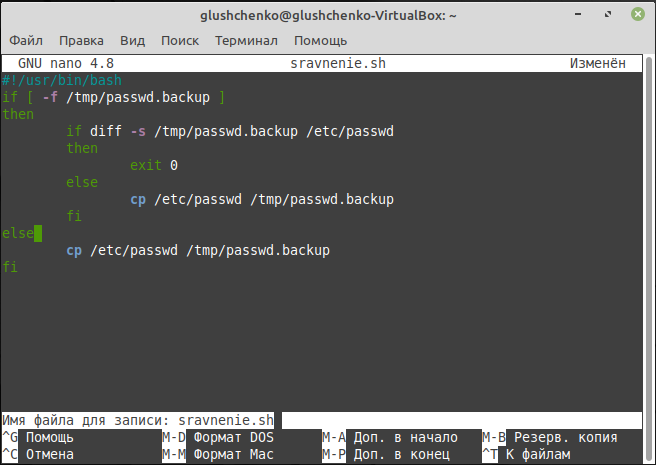 glushchenko@glushchenko-VirtualBox: ~
Файл Правка Вид Поиск Терминал Помощь
GNU nano 4.8 sravnenie.sh Изменён
#!/usr/bin/bash
if [ -f /tmp/passwd.backup ]
then
if diff -s /tmp/passwd.backup /etc/passwd
then
exit 0
else
cp /etc/passwd /tmp/passwd.backup
fi
else
cp /etc/passwd /tmp/passwd.backup
fi
Имя файла для записи: sravnenie.sh
^G Помощь M-D Формат DOS M-A Доп. в начало M-B Резерв. копия
^C Отмена M-M Формат Mac M-P Доп. в конец ^T К файлам